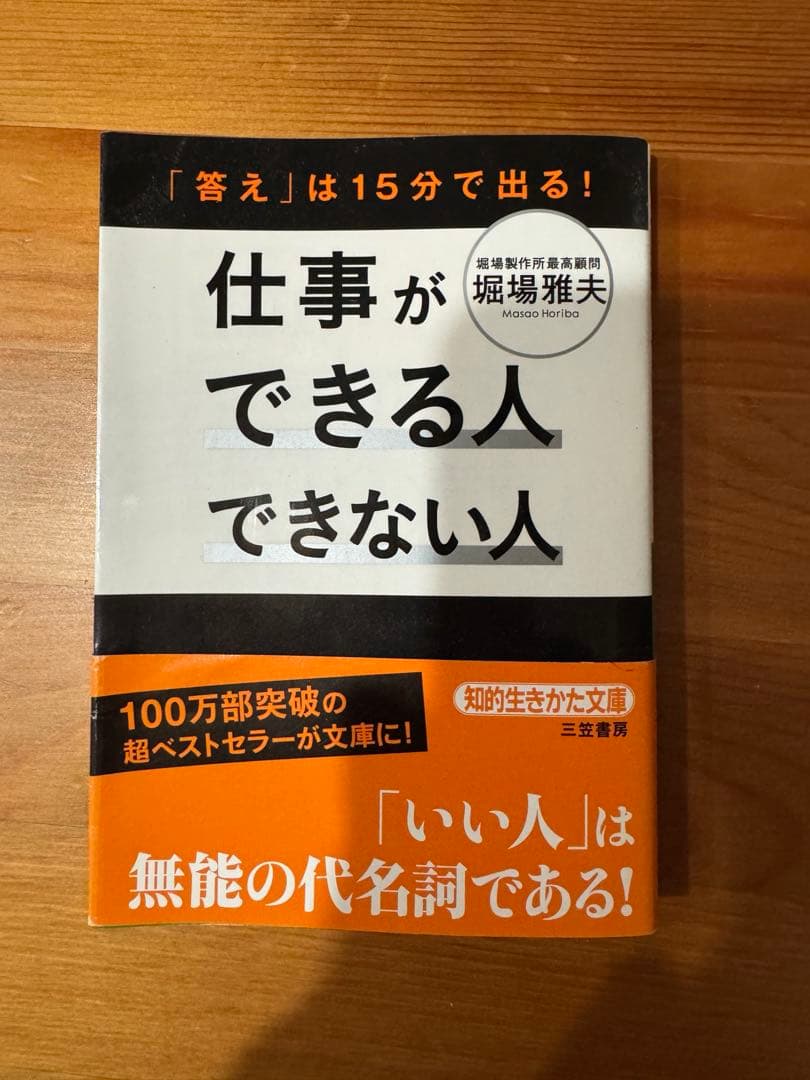 「答え」は15分で出る!
堀場製作所最高顧問
堀場雅夫
Masao Horiba
仕事が
できる人
できない人
100万部突破の
超ベストセラーが文庫に!
知的生きかた文庫
三笠書房
「いい人」は
無能の代名詞である!